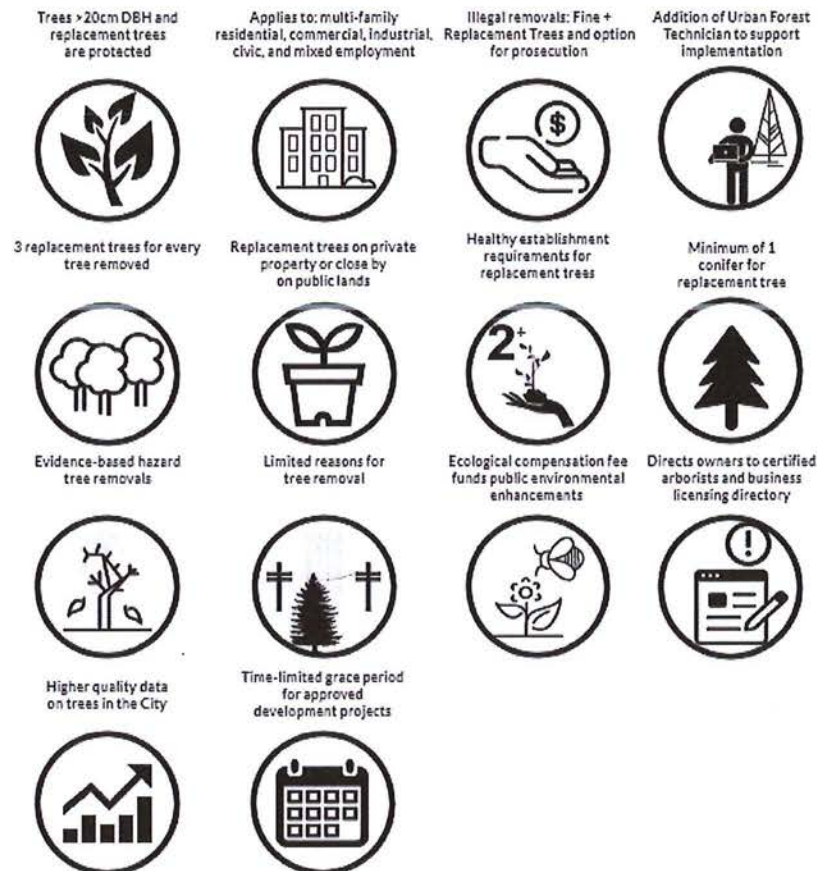 Trees >20cm DBH and
replacement trees
are protected
Applies to: multi-family
residential, commercial, industrial,
civic, and mixed employment
Illegal removals: Fine +
Replacement Trees and option
for prosecution
Addition of Urban Forest
Technician to support
implementation
$
3 replacement trees for every
tree removed
Replacement trees on private
property or close by
on public lands
Healthy establishment
requirements for
replacement trees
Minimum of 1
conifer for
replacement tree
2+
Evidence-based hazard
tree removals
Limited reasons for
tree removal
Ecological compensation fee
funds public environmental
enhancements
Directs owners to certified
arborists and business
licensing directory
!
Higher quality data
on trees in the City
Time-limited grace period
for approved
development projects